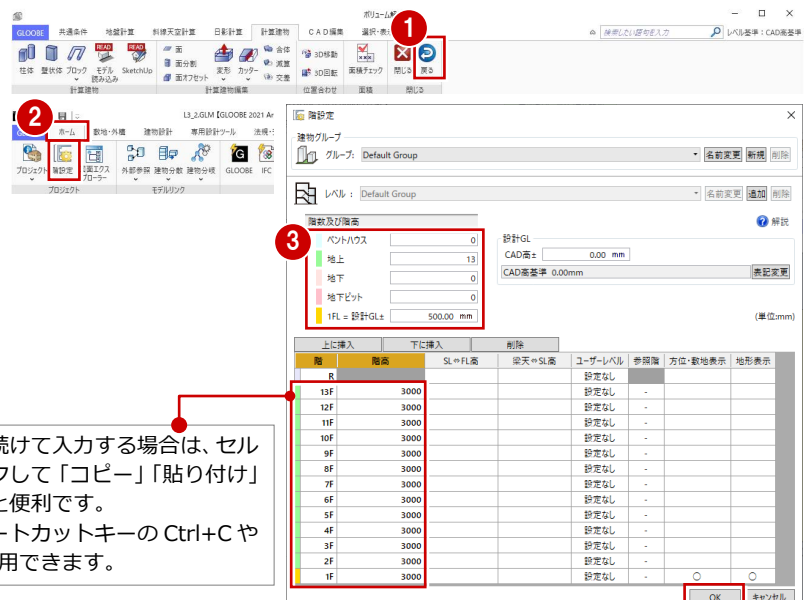 ボリューム
GLOOBE 共通条件 地盤計算 斜線天空計算 日影計算 計算建物 CAD編集 選択・表 検索したい語句を入力 レベル基準：CAD高基準
1
柱体 壁状体 ブロック モデル読み込み SketchUp
READ READ
面
面分割
面オフセット
変形 カッター
合体
減算
交差
3D移動
3D回転
面積チェック
閉じる 戻る
計算建物 計算建物編集 位置合わせ 面積 閉じる
2
L3_2.GLM【GLOOBE 2021 Ar
ホーム 敷地・外構 建物設計 専用設計ツール 法規・
プロジェクト 階設定 図面エクスプローラー 外部参照 建物分散 建物分岐 GLOOBE IFC
プロジェクト モデルリンク
階設定
建物グループ
グループ: Default Group 名前変更 新規 削除
レベル : Default Group 名前変更 追加 削除
階数及び階高 解説
3
ペントハウス 0
地上 13
地下 0
地下ピット 0
1FL = 設計GL± 500.00 mm
設計GL
CAD高± 0.00 mm
CAD高基準 0.00mm 表記変更
(単位:mm)
上に挿入 下に挿入 削除
階 階高 SL⇔FL高 梁天⇔SL高 ユーザーレベル 参照階 方位・敷地表示 地形表示
R 設定なし
13F 3000 設定なし -
12F 3000 設定なし -
11F 3000 設定なし -
10F 3000 設定なし -
9F 3000 設定なし -
8F 3000 設定なし -
7F 3000 設定なし -
6F 3000 設定なし -
5F 3000 設定なし -
4F 3000 設定なし -
3F 3000 設定なし -
2F 3000 設定なし -
1F 3000 設定なし - ○ ○
OK キャンセル
続けて入力する場合は、セル
クして「コピー」「貼り付け」
と便利です。
ートカットキーの Ctrl+C や
用できます。